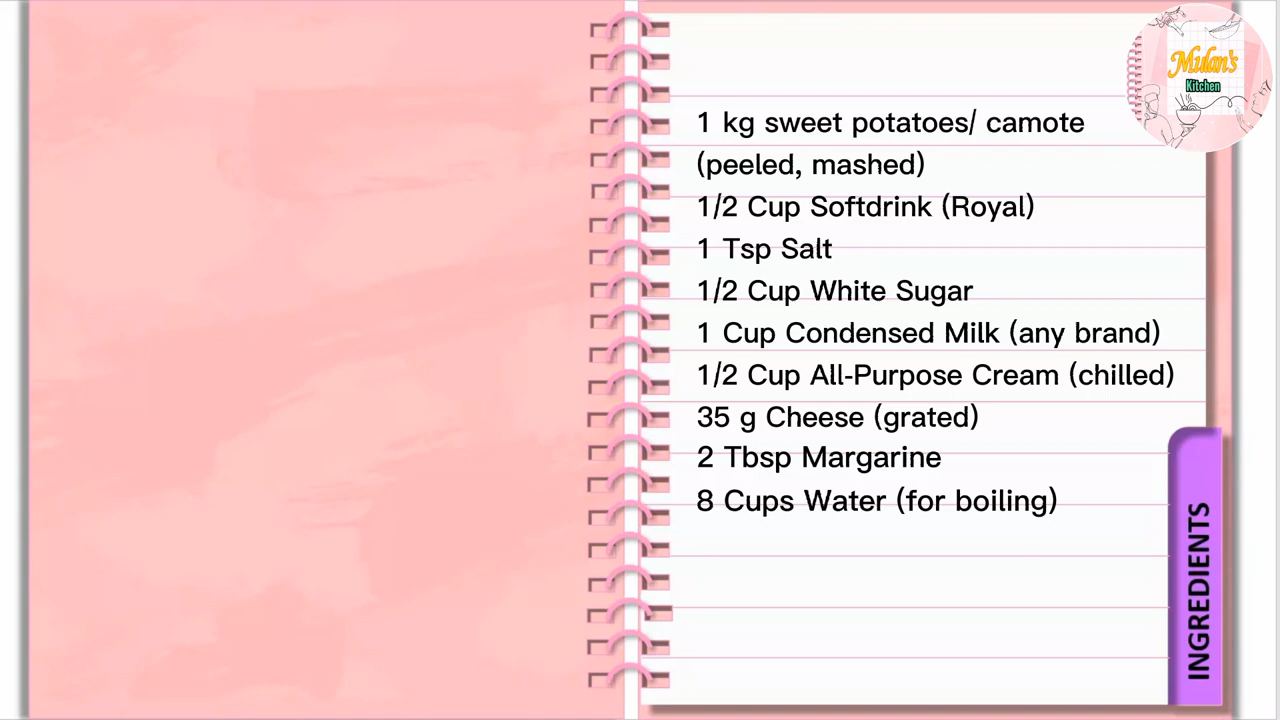 Mulan's
Kitchen
1 kg sweet potatoes/ camote
(peeled, mashed)
1/2 Cup Softdrink (Royal)
1 Tsp Salt
1/2 Cup White Sugar
1 Cup Condensed Milk (any brand)
1/2 Cup All-Purpose Cream (chilled)
35 g Cheese (grated)
2 Tbsp Margarine
8 Cups Water (for boiling)
INGREDIENTS